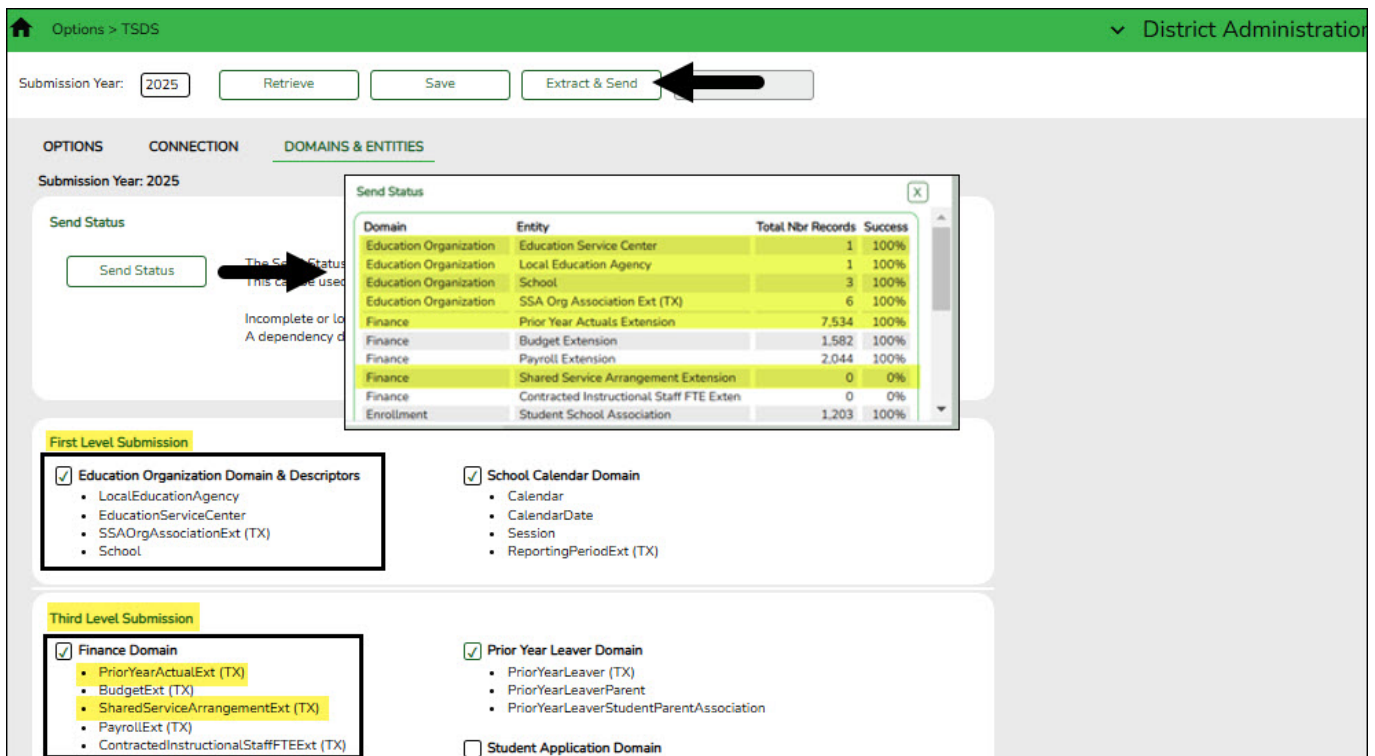 Options > TSDS
District Administration
Submission Year: 2025 Retrieve Save Extract & Send
OPTIONS CONNECTION DOMAINS & ENTITIES
Submission Year: 2025
Send Status
Send Status
The Send Status
This can be used
Incomplete or lo
A dependency d
Send Status X
Domain Entity Total Nbr Records Success
Education Organization Education Service Center 1 100%
Education Organization Local Education Agency 1 100%
Education Organization School 3 100%
Education Organization SSA Org Association Ext (TX) 6 100%
Finance Prior Year Actuals Extension 7,534 100%
Finance Budget Extension 1,582 100%
Finance Payroll Extension 2,044 100%
Finance Shared Service Arrangement Extension 0 0%
Finance Contracted Instructional Staff FTE Exten 0 0%
Enrollment Student School Association 1,203 100%
First Level Submission
Education Organization Domain & Descriptors
• LocalEducationAgency
• EducationServiceCenter
• SSAOrgAssociationExt (TX)
• School
School Calendar Domain
• Calendar
• CalendarDate
• Session
• ReportingPeriodExt (TX)
Third Level Submission
Finance Domain
• PriorYearActualExt (TX)
• BudgetExt (TX)
• SharedServiceArrangementExt (TX)
• PayrollExt (TX)
• ContractedInstructionalStaffFTEExt (TX)
Prior Year Leaver Domain
• PriorYearLeaver (TX)
• PriorYearLeaverParent
• PriorYearLeaverStudentParentAssociation
Student Application Domain